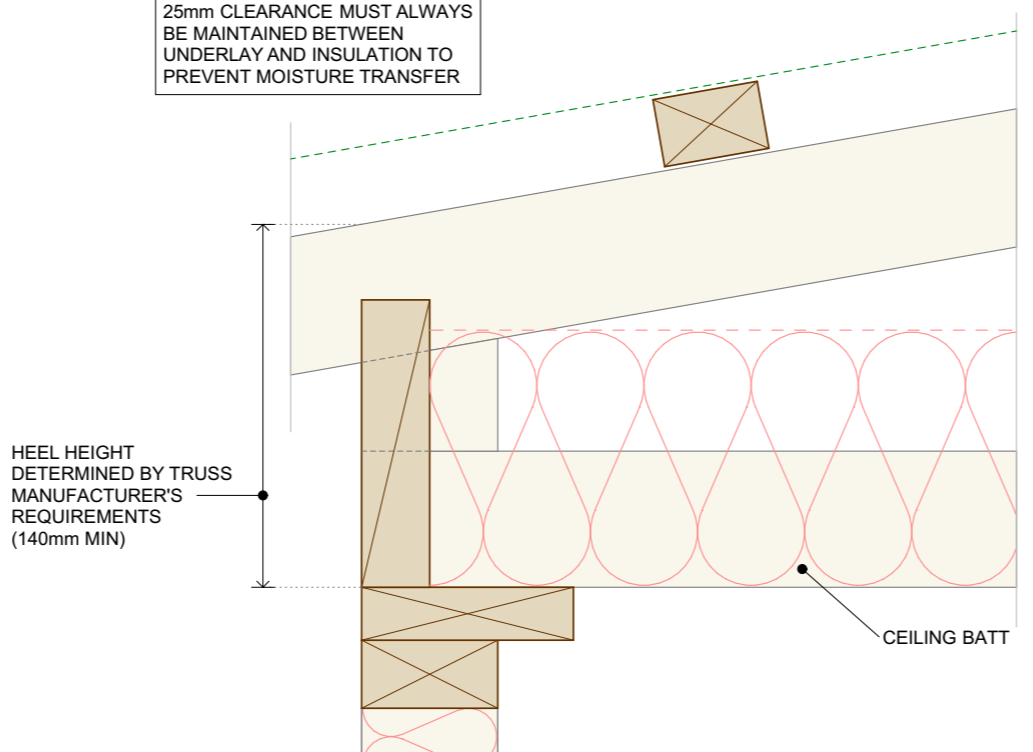 25mm CLEARANCE MUST ALWAYS
BE MAINTAINED BETWEEN
UNDERLAY AND INSULATION TO
PREVENT MOISTURE TRANSFER
HEEL HEIGHT
DETERMINED BY TRUSS
MANUFACTURER'S
REQUIREMENTS
(140mm MIN)
CEILING BATT